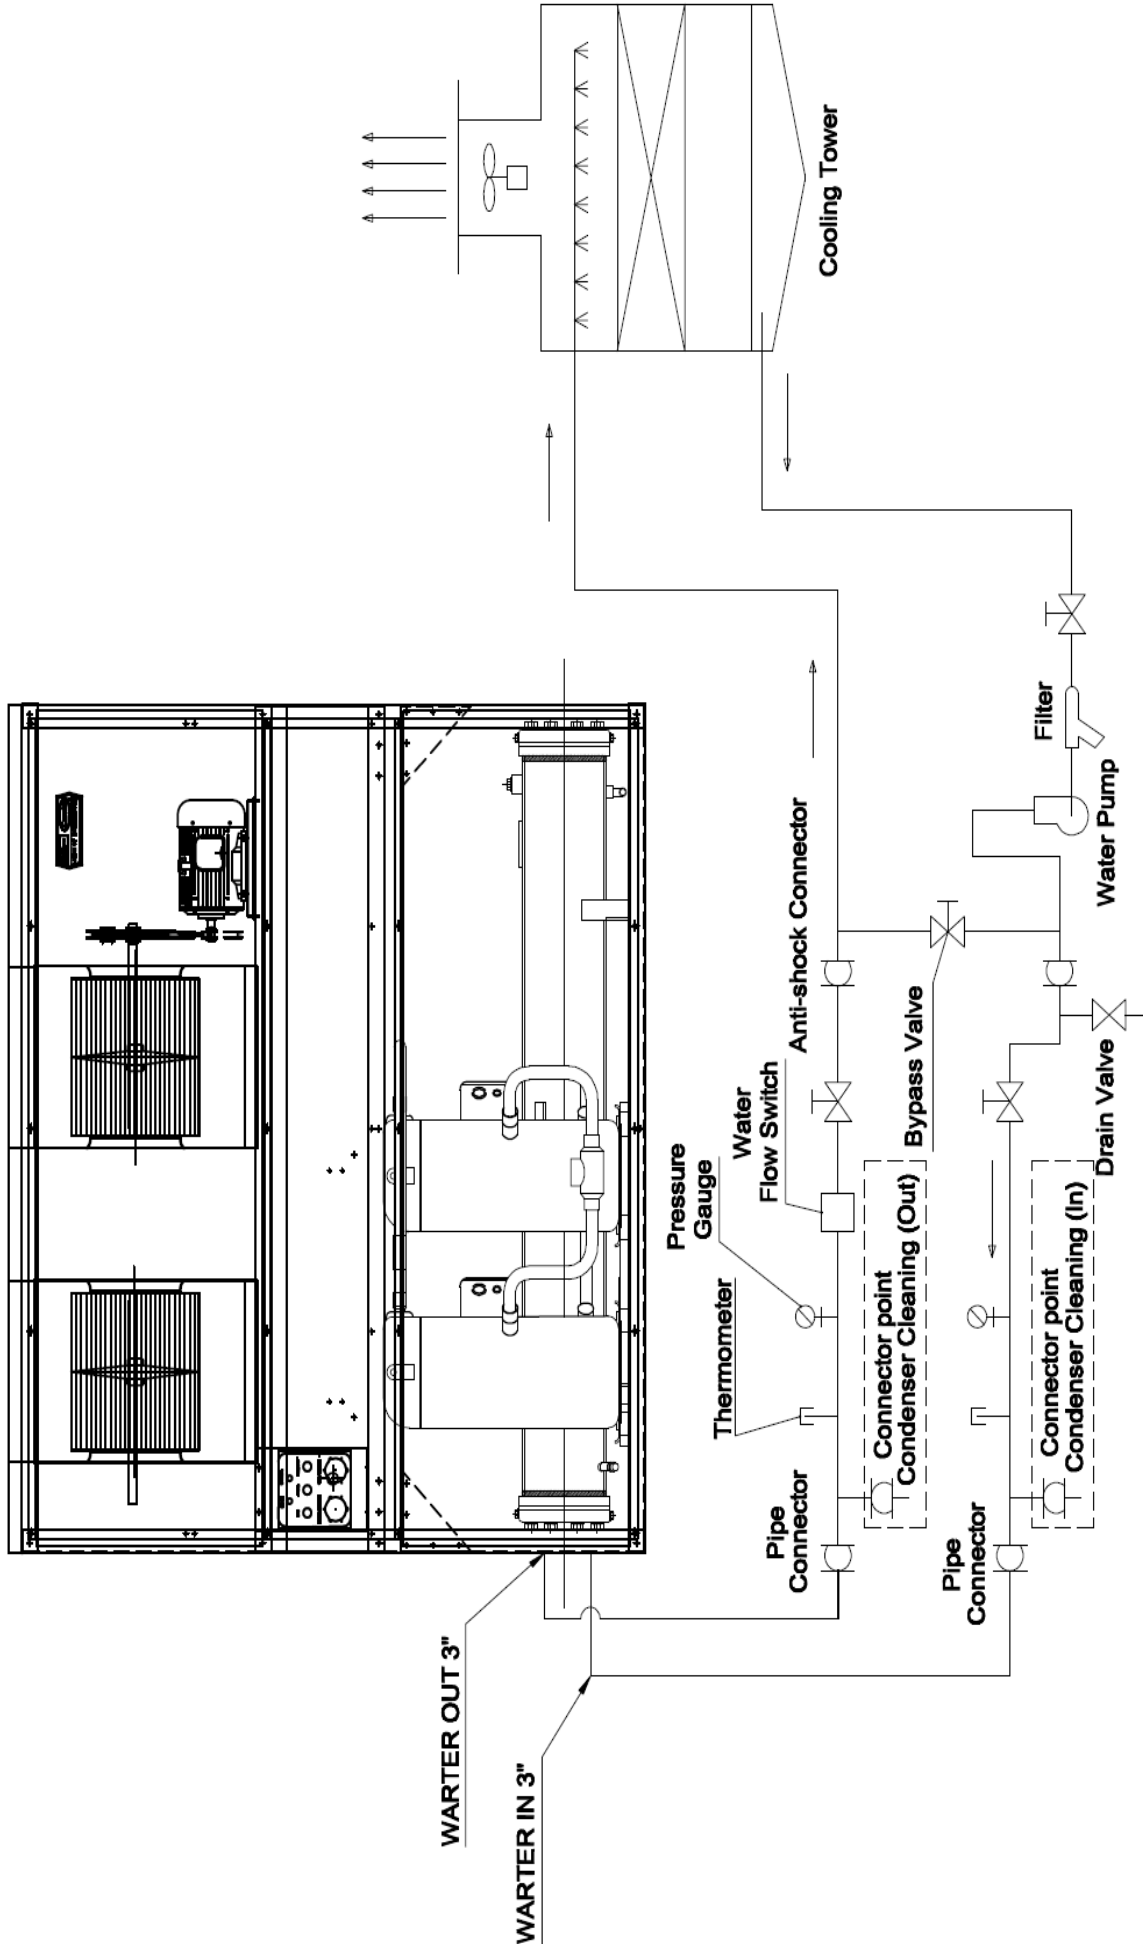 WARTER OUT 3"
WARTER IN 3"
Pipe
Connector
Thermometer
Pressure
Gauge
Water
Flow Switch
Anti-shock Connector
Cooling Tower
Connector point
Condenser Cleaning (Out)
Bypass Valve
Filter
Water Pump
Pipe
Connector
Connector point
Condenser Cleaning (In)
Drain Valve